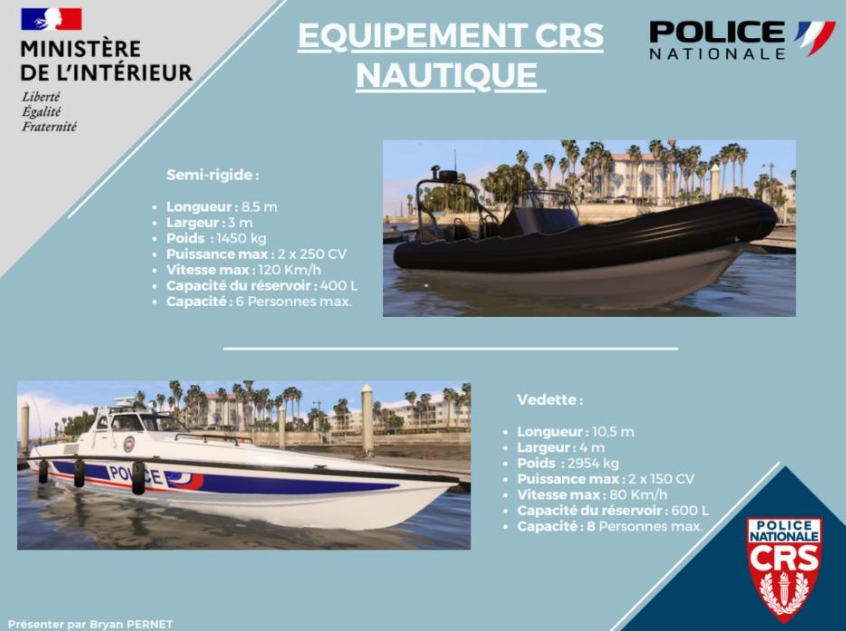 MINISTÈRE
DE L'INTÉRIEUR
Liberté
Égalité
Fraternité
EQUIPEMENT CRS
NAUTIQUE
POLICE
NATIONALE
Semi-rigide :
• Longueur : 8,5 m
• Largeur : 3 m
• Poids : 1450 kg
• Puissance max : 2 x 250 CV
• Vitesse max : 120 Km/h
• Capacité du réservoir : 400 L
• Capacité : 6 Personnes max.
POLICE
Vedette :
• Longueur : 10,5 m
• Largeur : 4 m
• Poids : 2954 kg
• Puissance max : 2 x 150 CV
• Vitesse max : 80 Km/h
• Capacité du réservoir : 600 L
• Capacité : 8 Personnes max.
POLICE
NATIONALE
CRS
Présenter par Bryan PERNET